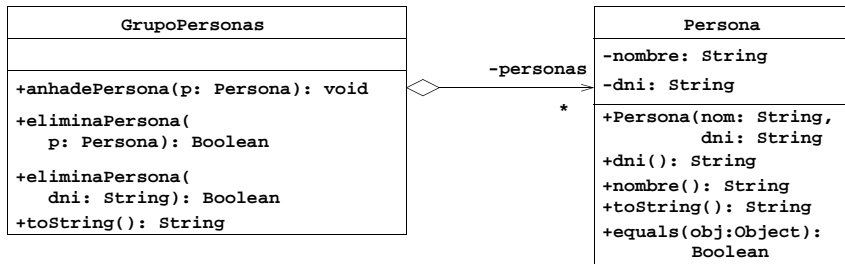 GrupoPersonas
+anhadePersona(p: Persona): void
+eliminaPersona(
p: Persona): Boolean
+eliminaPersona(
dni: String): Boolean
+toString(): String
-personas
*
Persona
-nombre: String
-dni: String
+Persona(nom: String,
dni: String
+dni(): String
+nombre(): String
+toString(): String
+equals(obj:Object):
Boolean